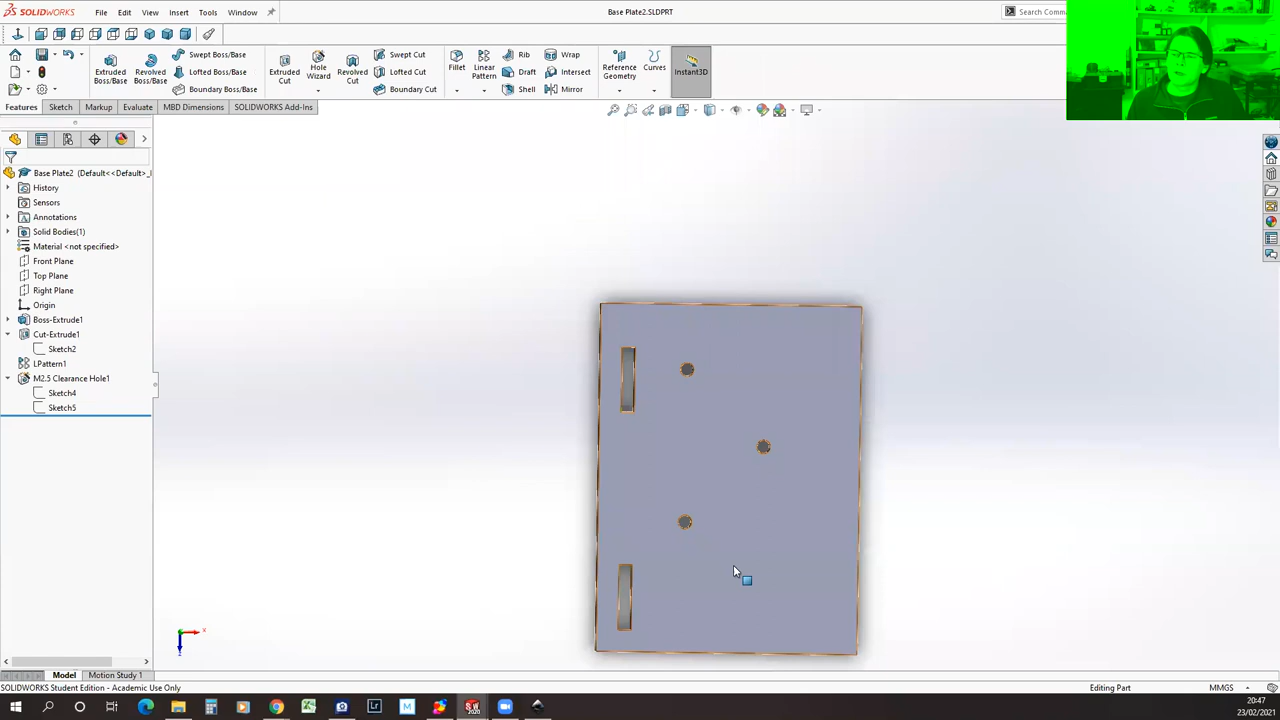 SOLIDWORKS File Edit View Insert Tools Window Base Plate2.SLDPRT Search Comma
Extruded Boss/Base
Revolved Boss/Base
Swept Boss/Base
Lofted Boss/Base
Boundary Boss/Base
Extruded Cut
Hole Wizard
Revolved Cut
Swept Cut
Lofted Cut
Boundary Cut
Fillet
Linear Pattern
Rib
Draft
Shell
Wrap
Intersect
Mirror
Reference Geometry
Curves
Instant3D
Features Sketch Markup Evaluate MBD Dimensions SOLIDWORKS Add-Ins
Base Plate2 (Default<<Default>_
History
Sensors
Annotations
Solid Bodies(1)
Material <not specified>
Front Plane
Top Plane
Right Plane
Origin
Boss-Extrude1
Cut-Extrude1
Sketch2
LPattern1
M2.5 Clearance Hole1
Sketch4
Sketch5
x
Model Motion Study 1
SOLIDWORKS Student Edition - Academic Use Only Editing Part MMGS
20:47
23/02/2021